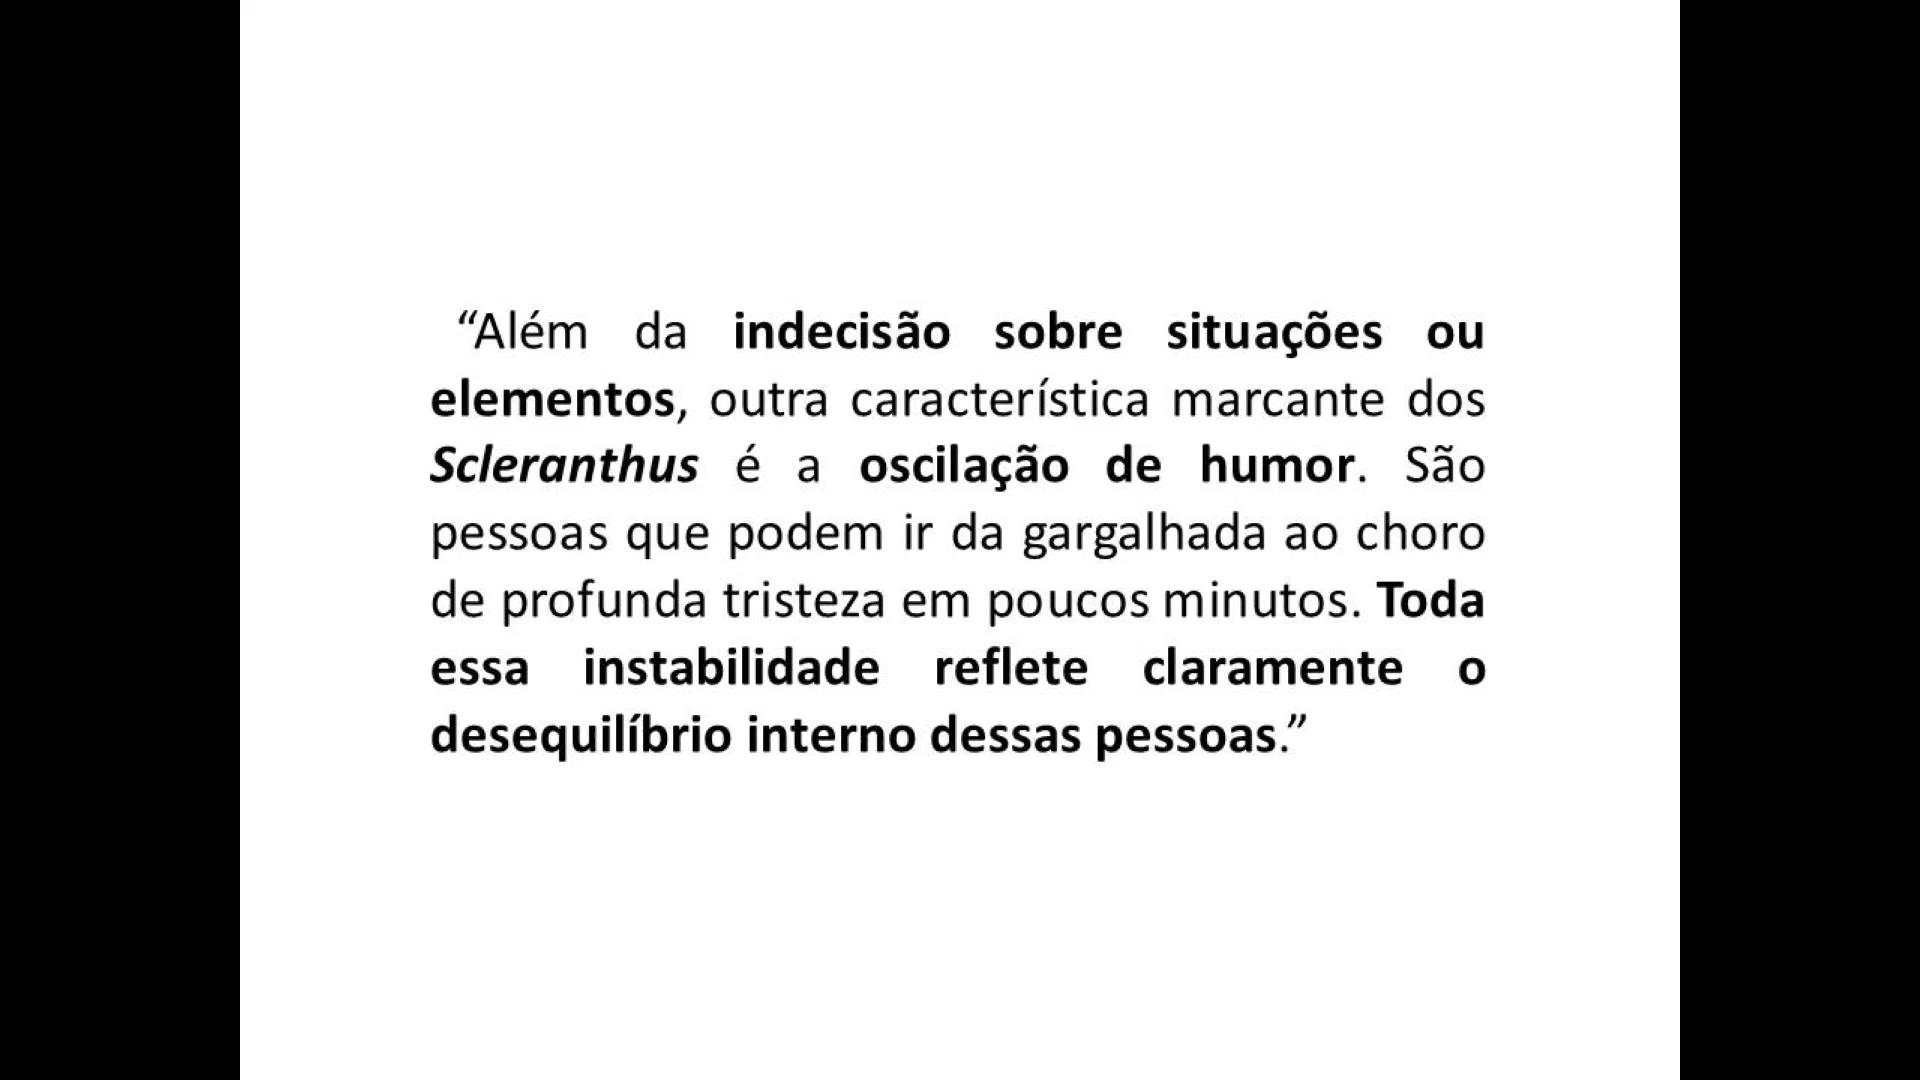 “Além da indecisão sobre situações ou
elementos, outra característica marcante dos
Scleranthus é a oscilação de humor. São
pessoas que podem ir da gargalhada ao choro
de profunda tristeza em poucos minutos. Toda
essa instabilidade reflete claramente o
desequilíbrio interno dessas pessoas.”